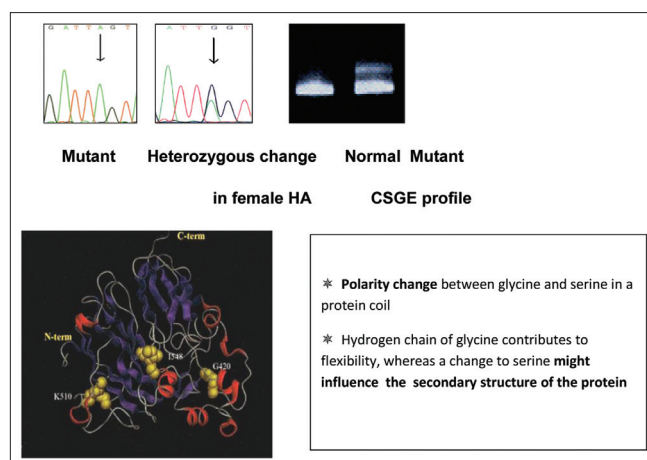 G A T T A G T
A T T G G T
Mutant Heterozygous change Normal Mutant
in female HA CSGE profile
C-term
N-term
I548
G420
K510
✶ Polarity change between glycine and serine in a
protein coil
✶ Hydrogen chain of glycine contributes to
flexibility, whereas a change to serine might
influence the secondary structure of the protein